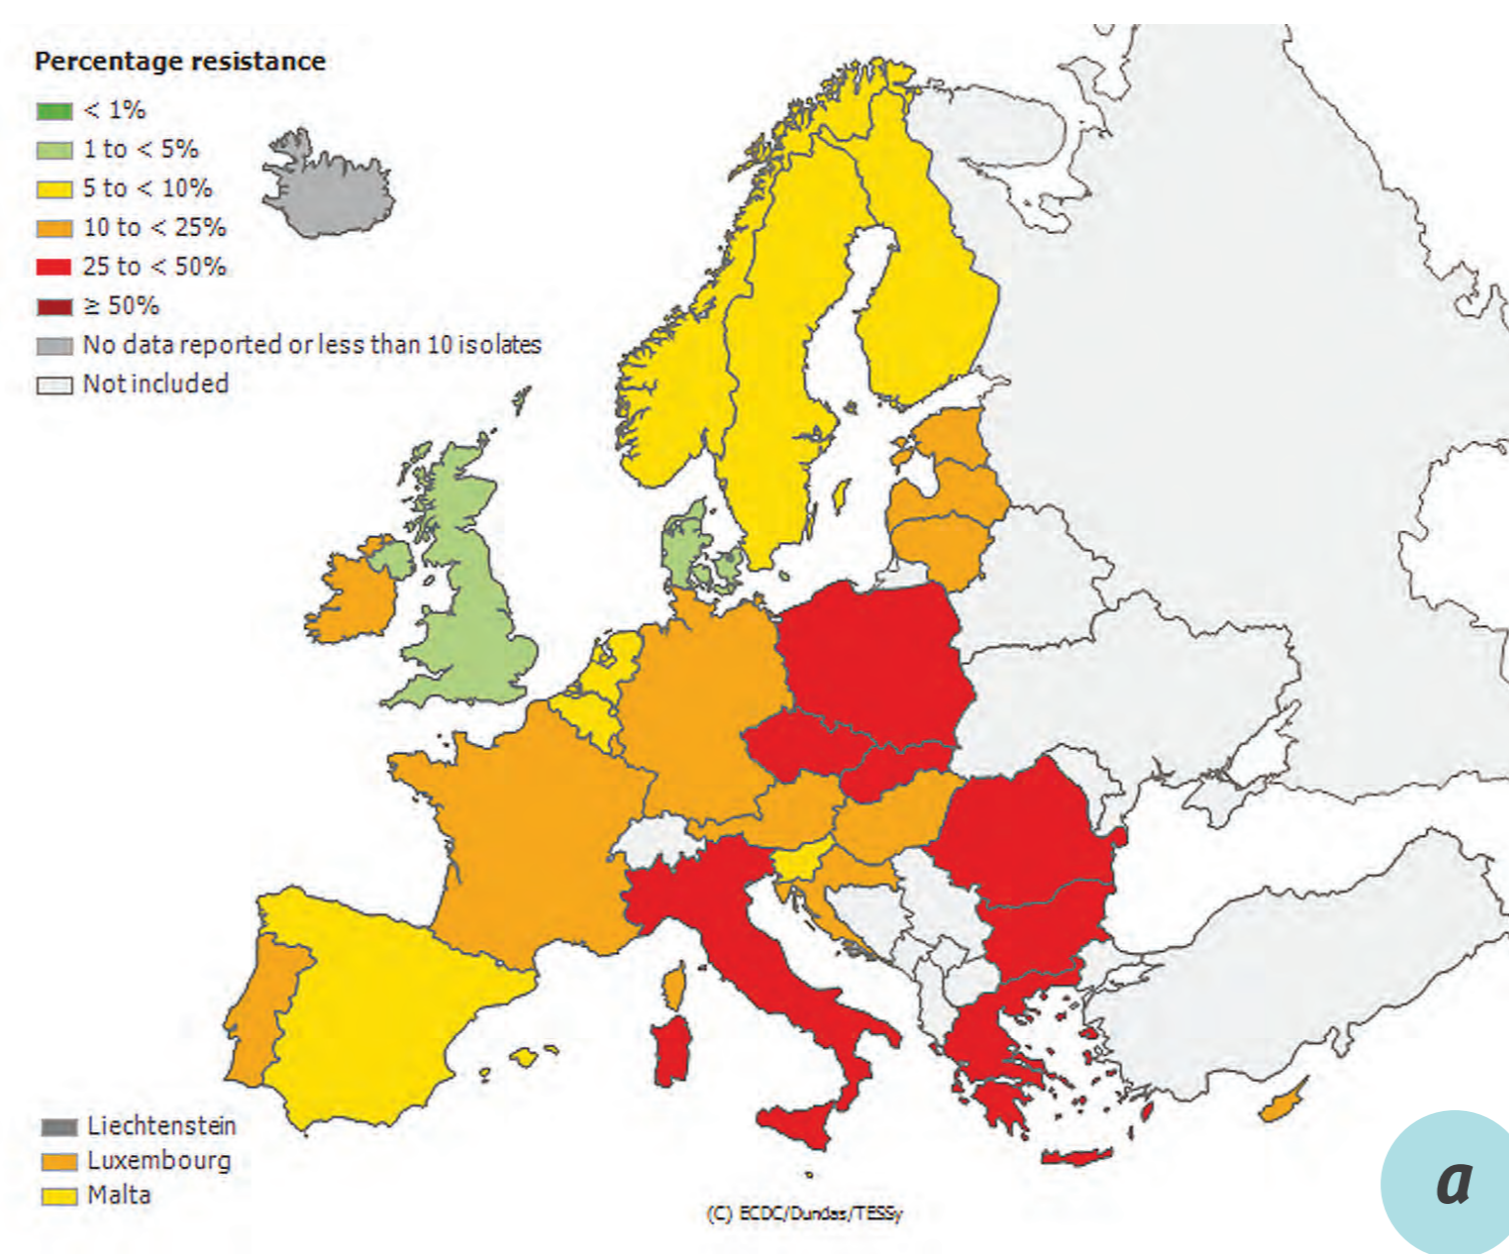 Percentage resistance
< 1%
1 to < 5%
5 to < 10%
10 to < 25%
25 to < 50%
≥ 50%
No data reported or less than 10 isolates
Not included
Liechtenstein
Luxembourg
Malta
(C) ECDC/Dundas/TESSy
a